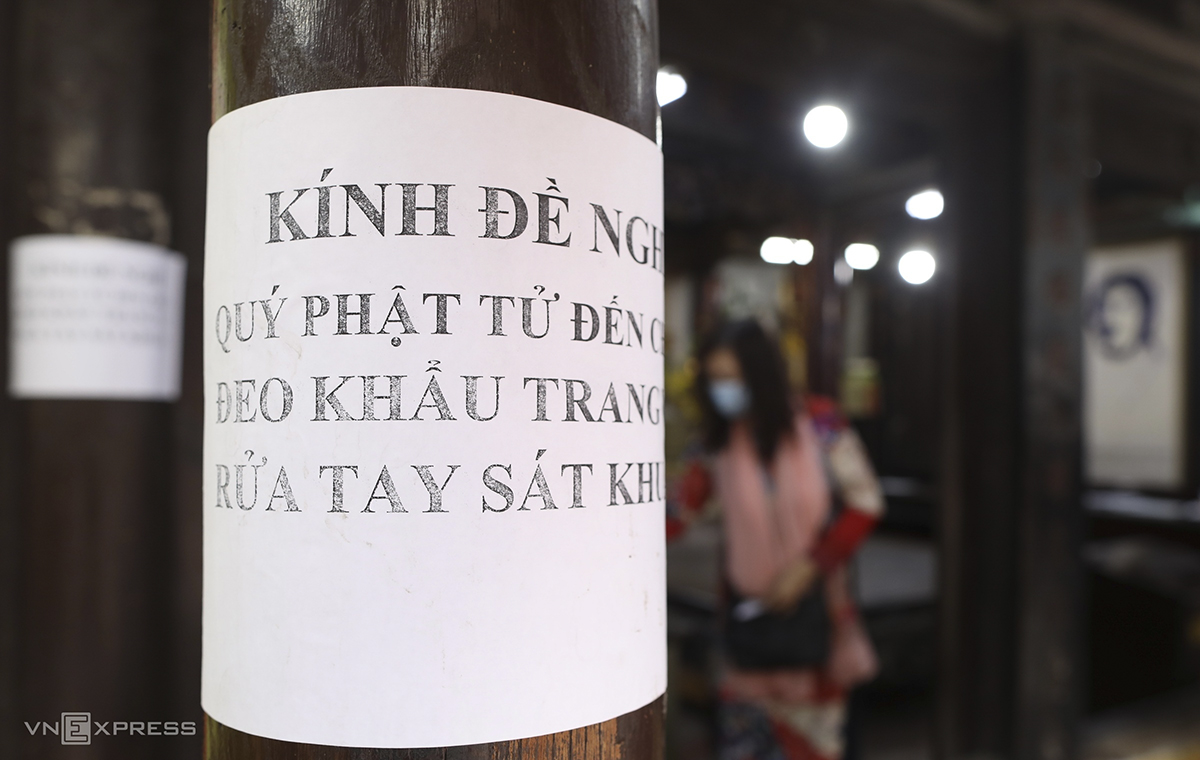 KÍNH ĐỀ NGH
QUÝ PHẬT TỬ ĐẾN C
ĐEO KHẨU TRANG
RỬA TAY SÁT KHU
VNEXPRESS